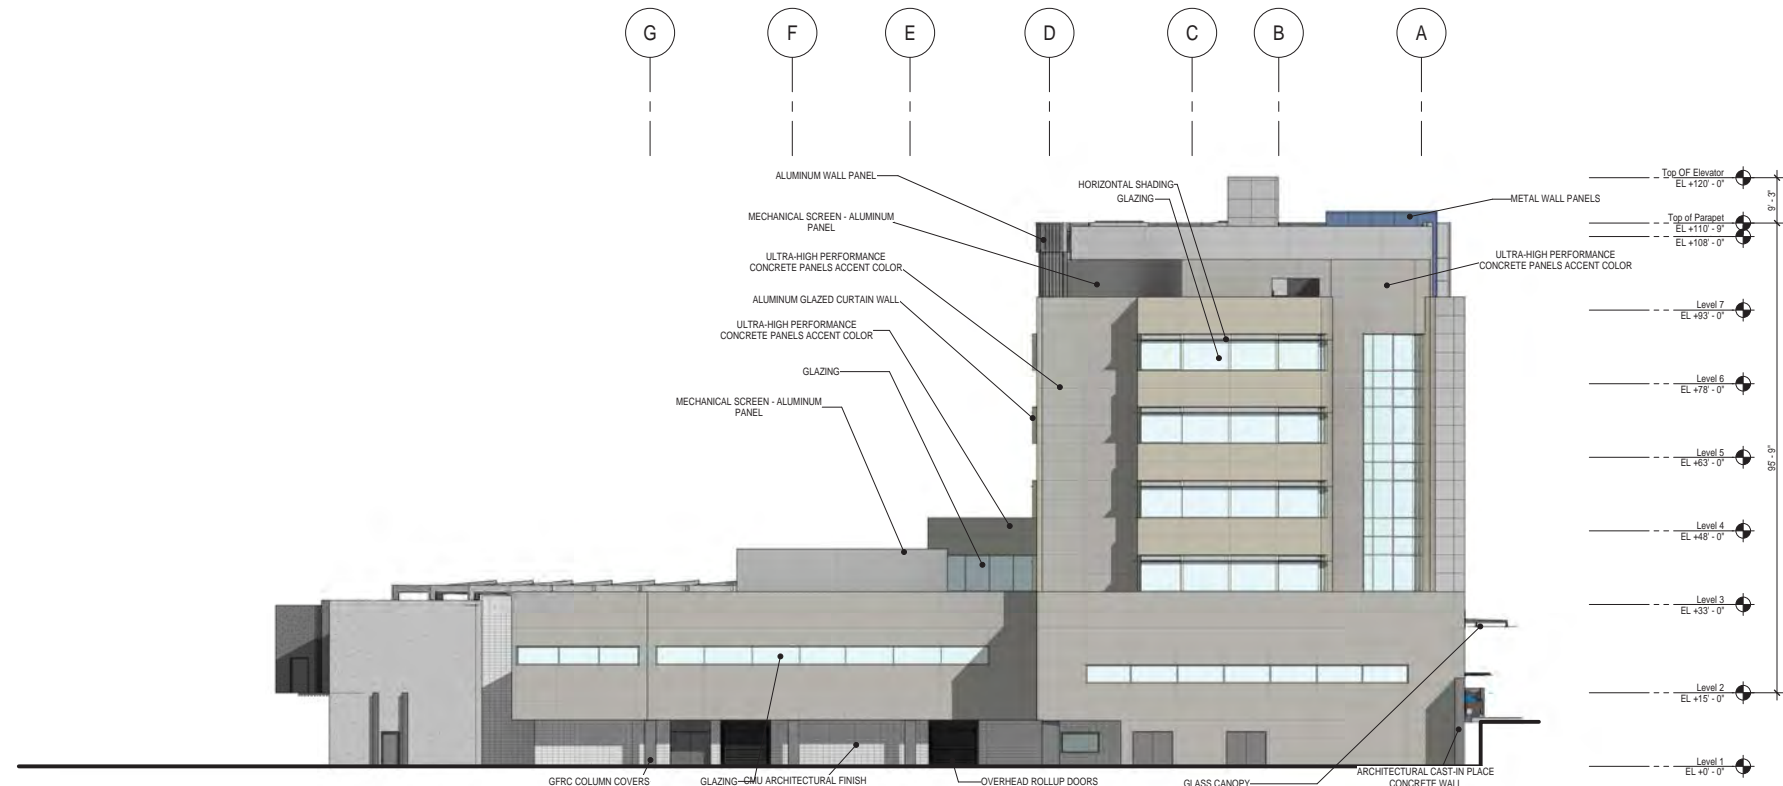 G
F
E
D
C
B
A
ALUMINUM WALL PANEL
MECHANICAL SCREEN - ALUMINUM
PANEL
ULTRA-HIGH PERFORMANCE
CONCRETE PANELS ACCENT COLOR
ALUMINUM GLAZED CURTAIN WALL
ULTRA-HIGH PERFORMANCE
CONCRETE PANELS ACCENT COLOR
GLAZING
MECHANICAL SCREEN - ALUMINUM
PANEL
HORIZONTAL SHADING
GLAZING
METAL WALL PANELS
ULTRA-HIGH PERFORMANCE
CONCRETE PANELS ACCENT COLOR
Top OF Elevator
EL +120' - 0"
Top of Parapet
EL +110' - 9"
EL +108' - 0"
Level 7
EL +93' - 0"
Level 6
EL +78' - 0"
Level 5
EL +63' - 0"
Level 4
EL +48' - 0"
Level 3
EL +33' - 0"
Level 2
EL +15' - 0"
Level 1
EL +0' - 0"
9' - 3"
95' - 9"
GFRC COLUMN COVERS
GLAZING
CMU ARCHITECTURAL FINISH
OVERHEAD ROLLUP DOORS
GLASS CANOPY
ARCHITECTURAL CAST-IN PLACE
CONCRETE WALL